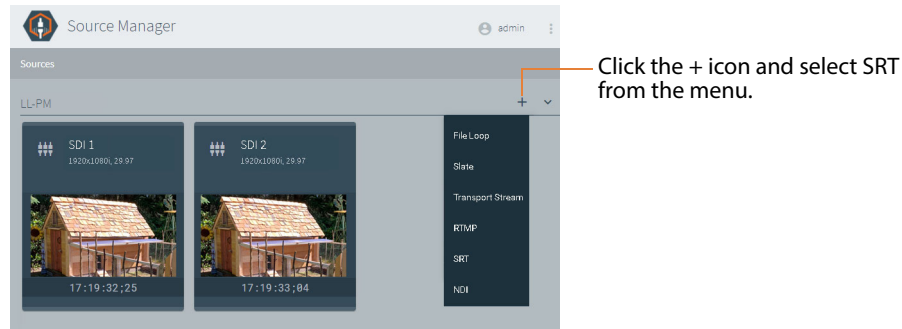 Source Manager
admin
Sources
LL-PM
+
Click the + icon and select SRT
from the menu.
SDI 1
1920x1080i, 29.97
17:19:32;25
SDI 2
1920x1080i, 29.97
17:19:33;04
File Loop
Slate
Transport Stream
RTMP
SRT
NDI